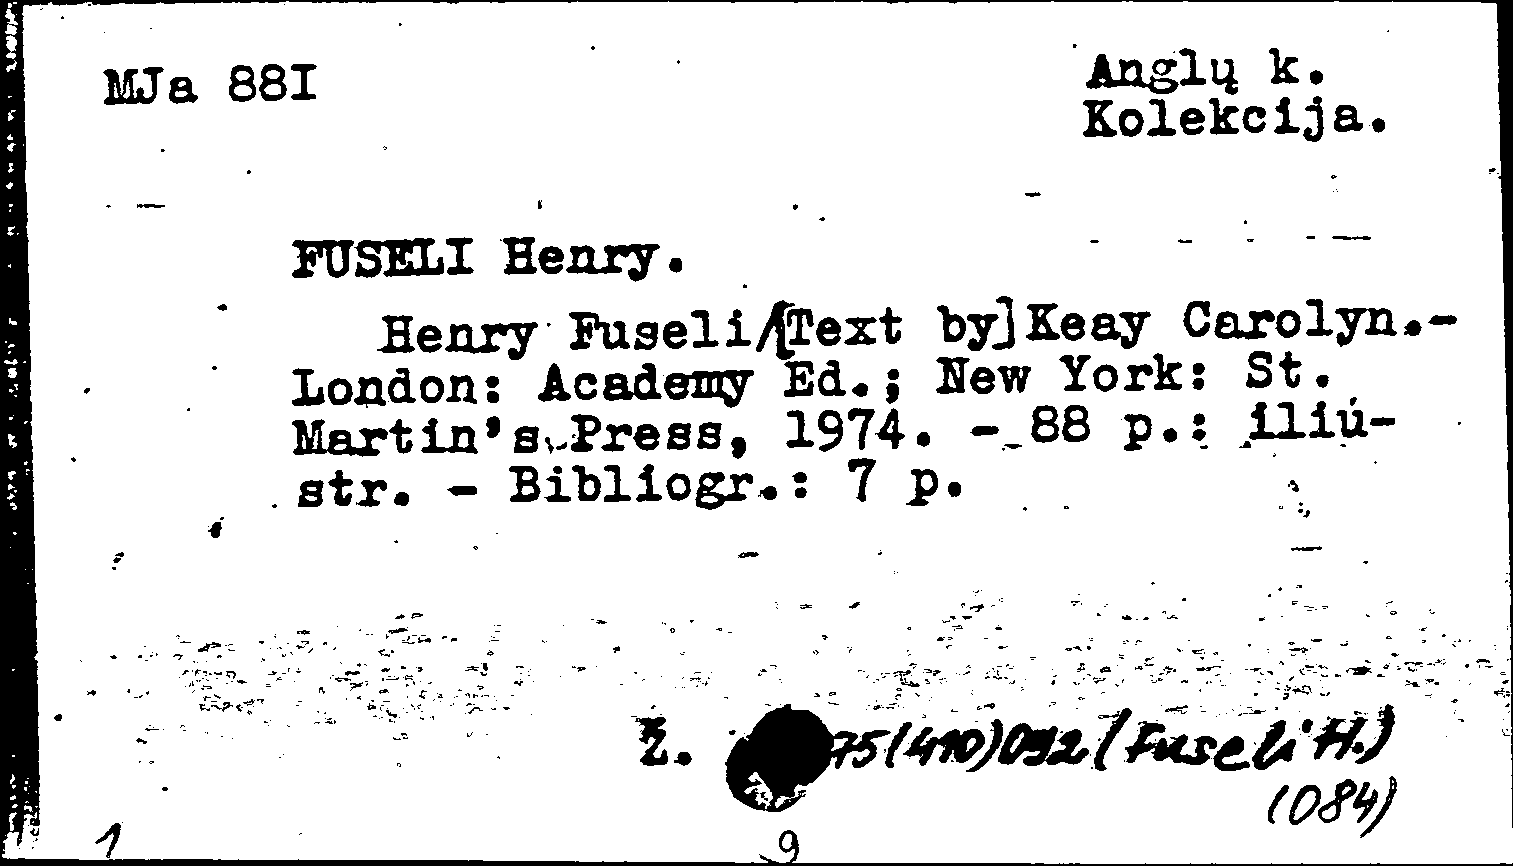 MJa 88I
Anglų k.
Kolekcija.
FUSELI Henry.
Henry Fuseli/[Text by]Keay Carolyn.-
London: Academy Ed.; New York: St.
Martin's Press, 1974. - 88 p.: iliu-
str. - Bibliogr.: 7 p.
Ž. 75(410)092(Fuseli H.)
(084)
1
9